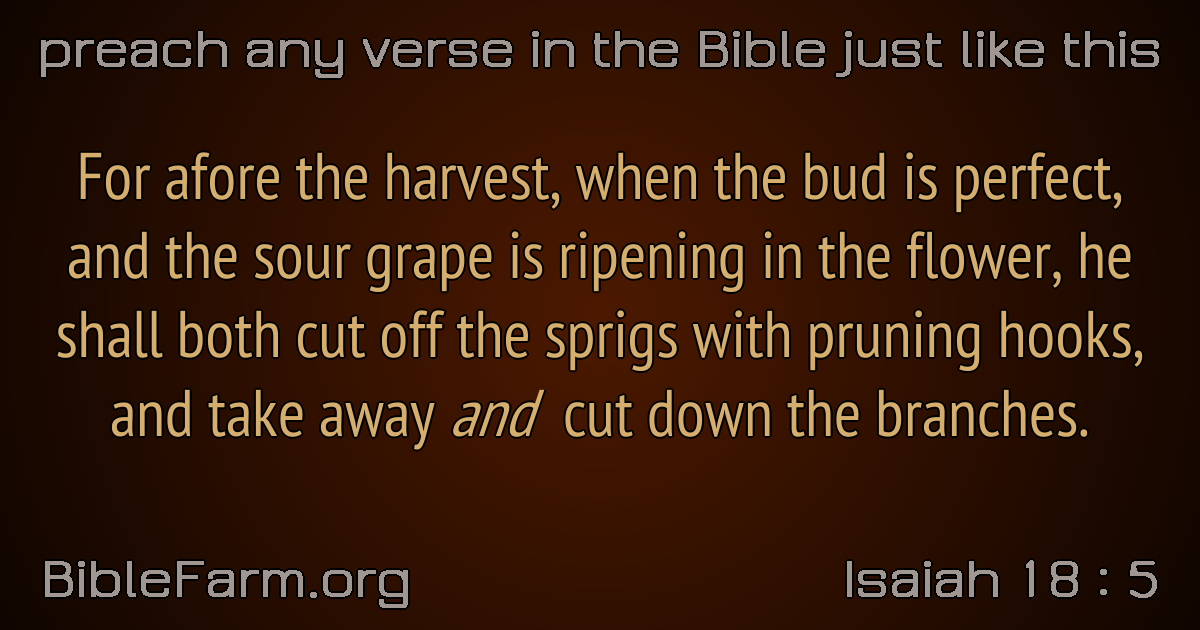 preach any verse in the Bible just like this
For afore the harvest, when the bud is perfect,
and the sour grape is ripening in the flower, he
shall both cut off the sprigs with pruning hooks,
and take away and cut down the branches.
BibleFarm.org
Isaiah 18 : 5